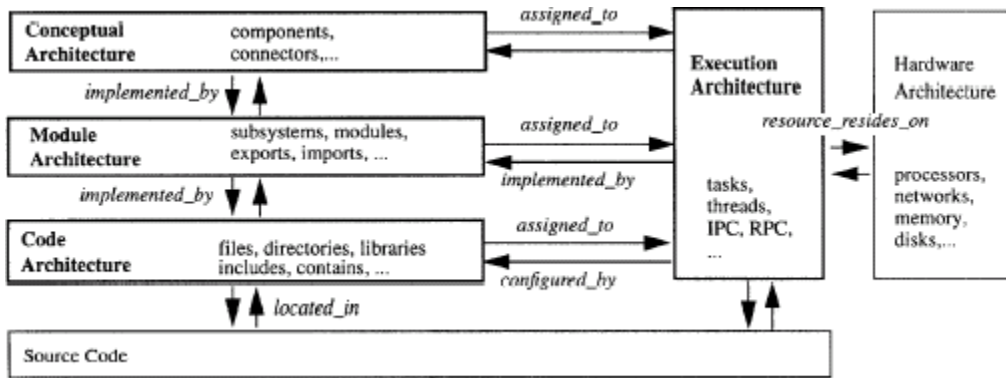 assigned_to
Conceptual
Architecture
components,
connectors,...
implemented_by
Module
Architecture
subsystems, modules,
exports, imports, ...
assigned_to
implemented_by
implemented_by
Code
Architecture
files, directories, libraries
includes, contains, ...
assigned_to
configured_by
located_in
Source Code
Execution
Architecture
tasks,
threads,
IPC, RPC,
...
resource_resides_on
Hardware
Architecture
processors,
networks,
memory,
disks,...